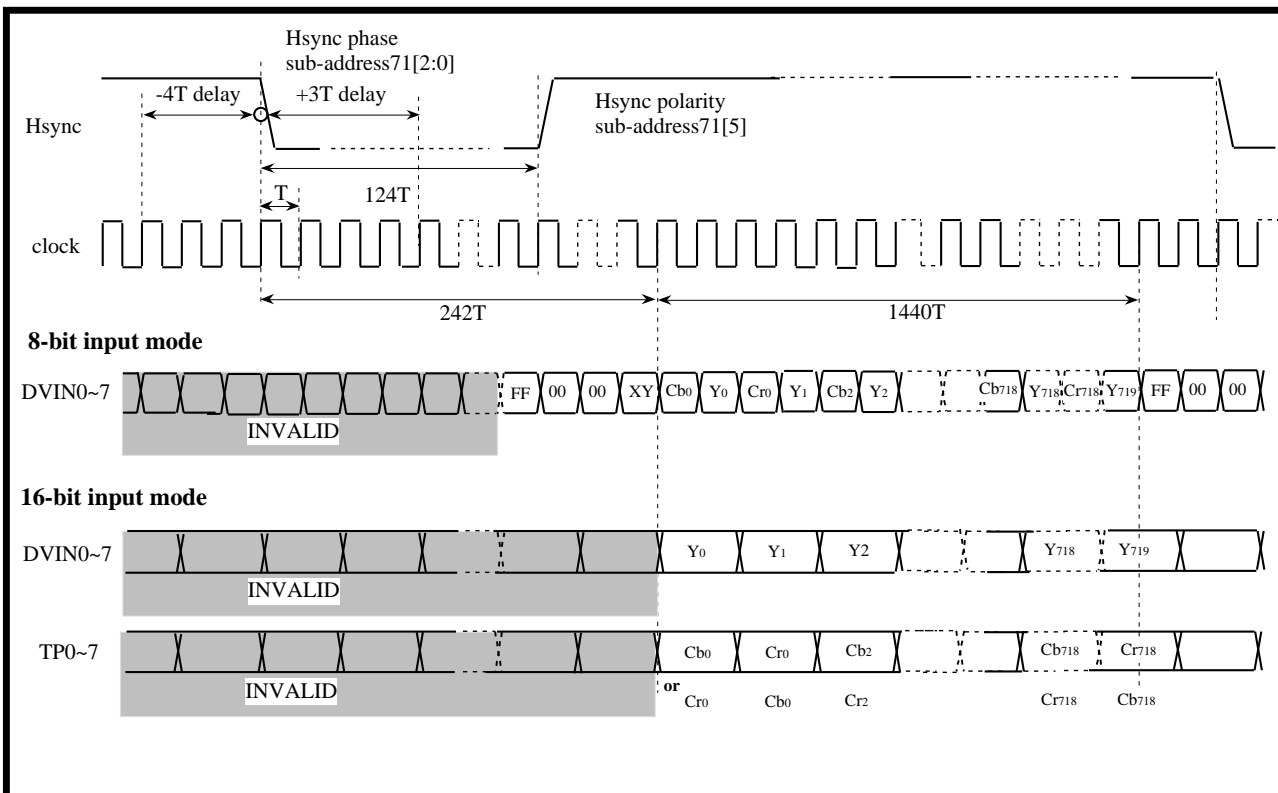 Hsync phase
sub-address71[2:0]
-4T delay
+3T delay
Hsync polarity
sub-address71[5]
Hsync
T
124T
clock
242T
1440T
8-bit input mode
DVIN0~7
FF 00 00 XY Cb0 Y0 Cr0 Y1 Cb2 Y2 Cb718 Y718 Cr718 Y719 FF 00 00
INVALID
16-bit input mode
DVIN0~7
Y0 Y1 Y2 Y718 Y719
INVALID
TP0~7
Cb0 Cr0 Cb2 Cb718 Cr718
INVALID
or
Cr0 Cb0 Cr2 Cr718 Cb718